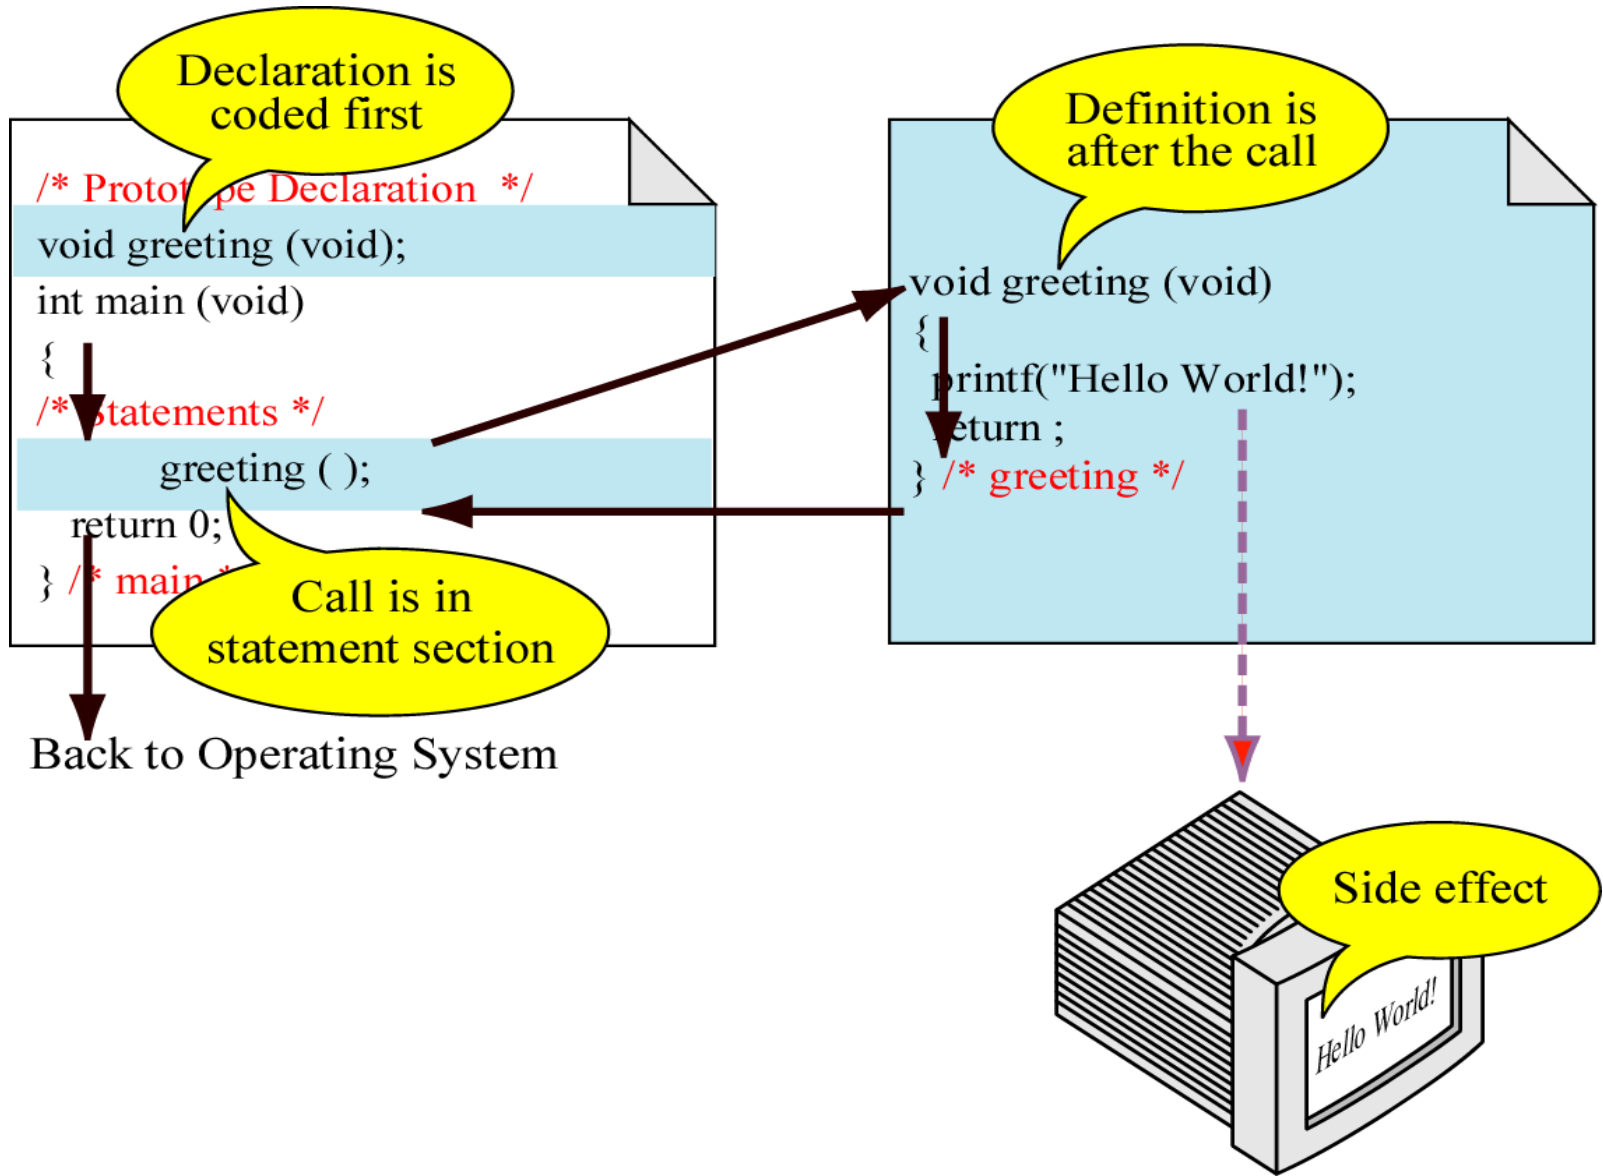 Declaration is
coded first
/* Prototype Declaration */
void greeting (void);
int main (void)
{
/* Statements */
greeting ( );
return 0;
} /* main *
Call is in
statement section
Back to Operating System
Definition is
after the call
void greeting (void)
{
printf("Hello World!");
return ;
} /* greeting */
Side effect
Hello World!